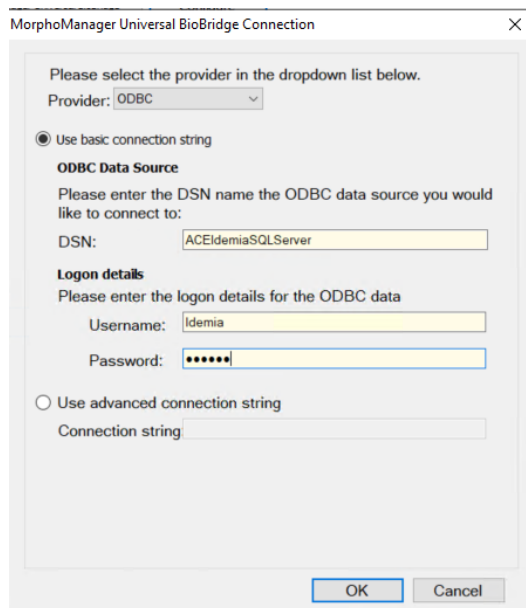 MorphoManager Universal BioBridge Connection
Please select the provider in the dropdown list below.
Provider: ODBC
Use basic connection string
ODBC Data Source
Please enter the DSN name the ODBC data source you would
like to connect to:
DSN: ACEIdemiaSQLServer
Logon details
Please enter the logon details for the ODBC data
Username: Idemia
Password: ●●●●●●
Use advanced connection string
Connection string:
OK Cancel